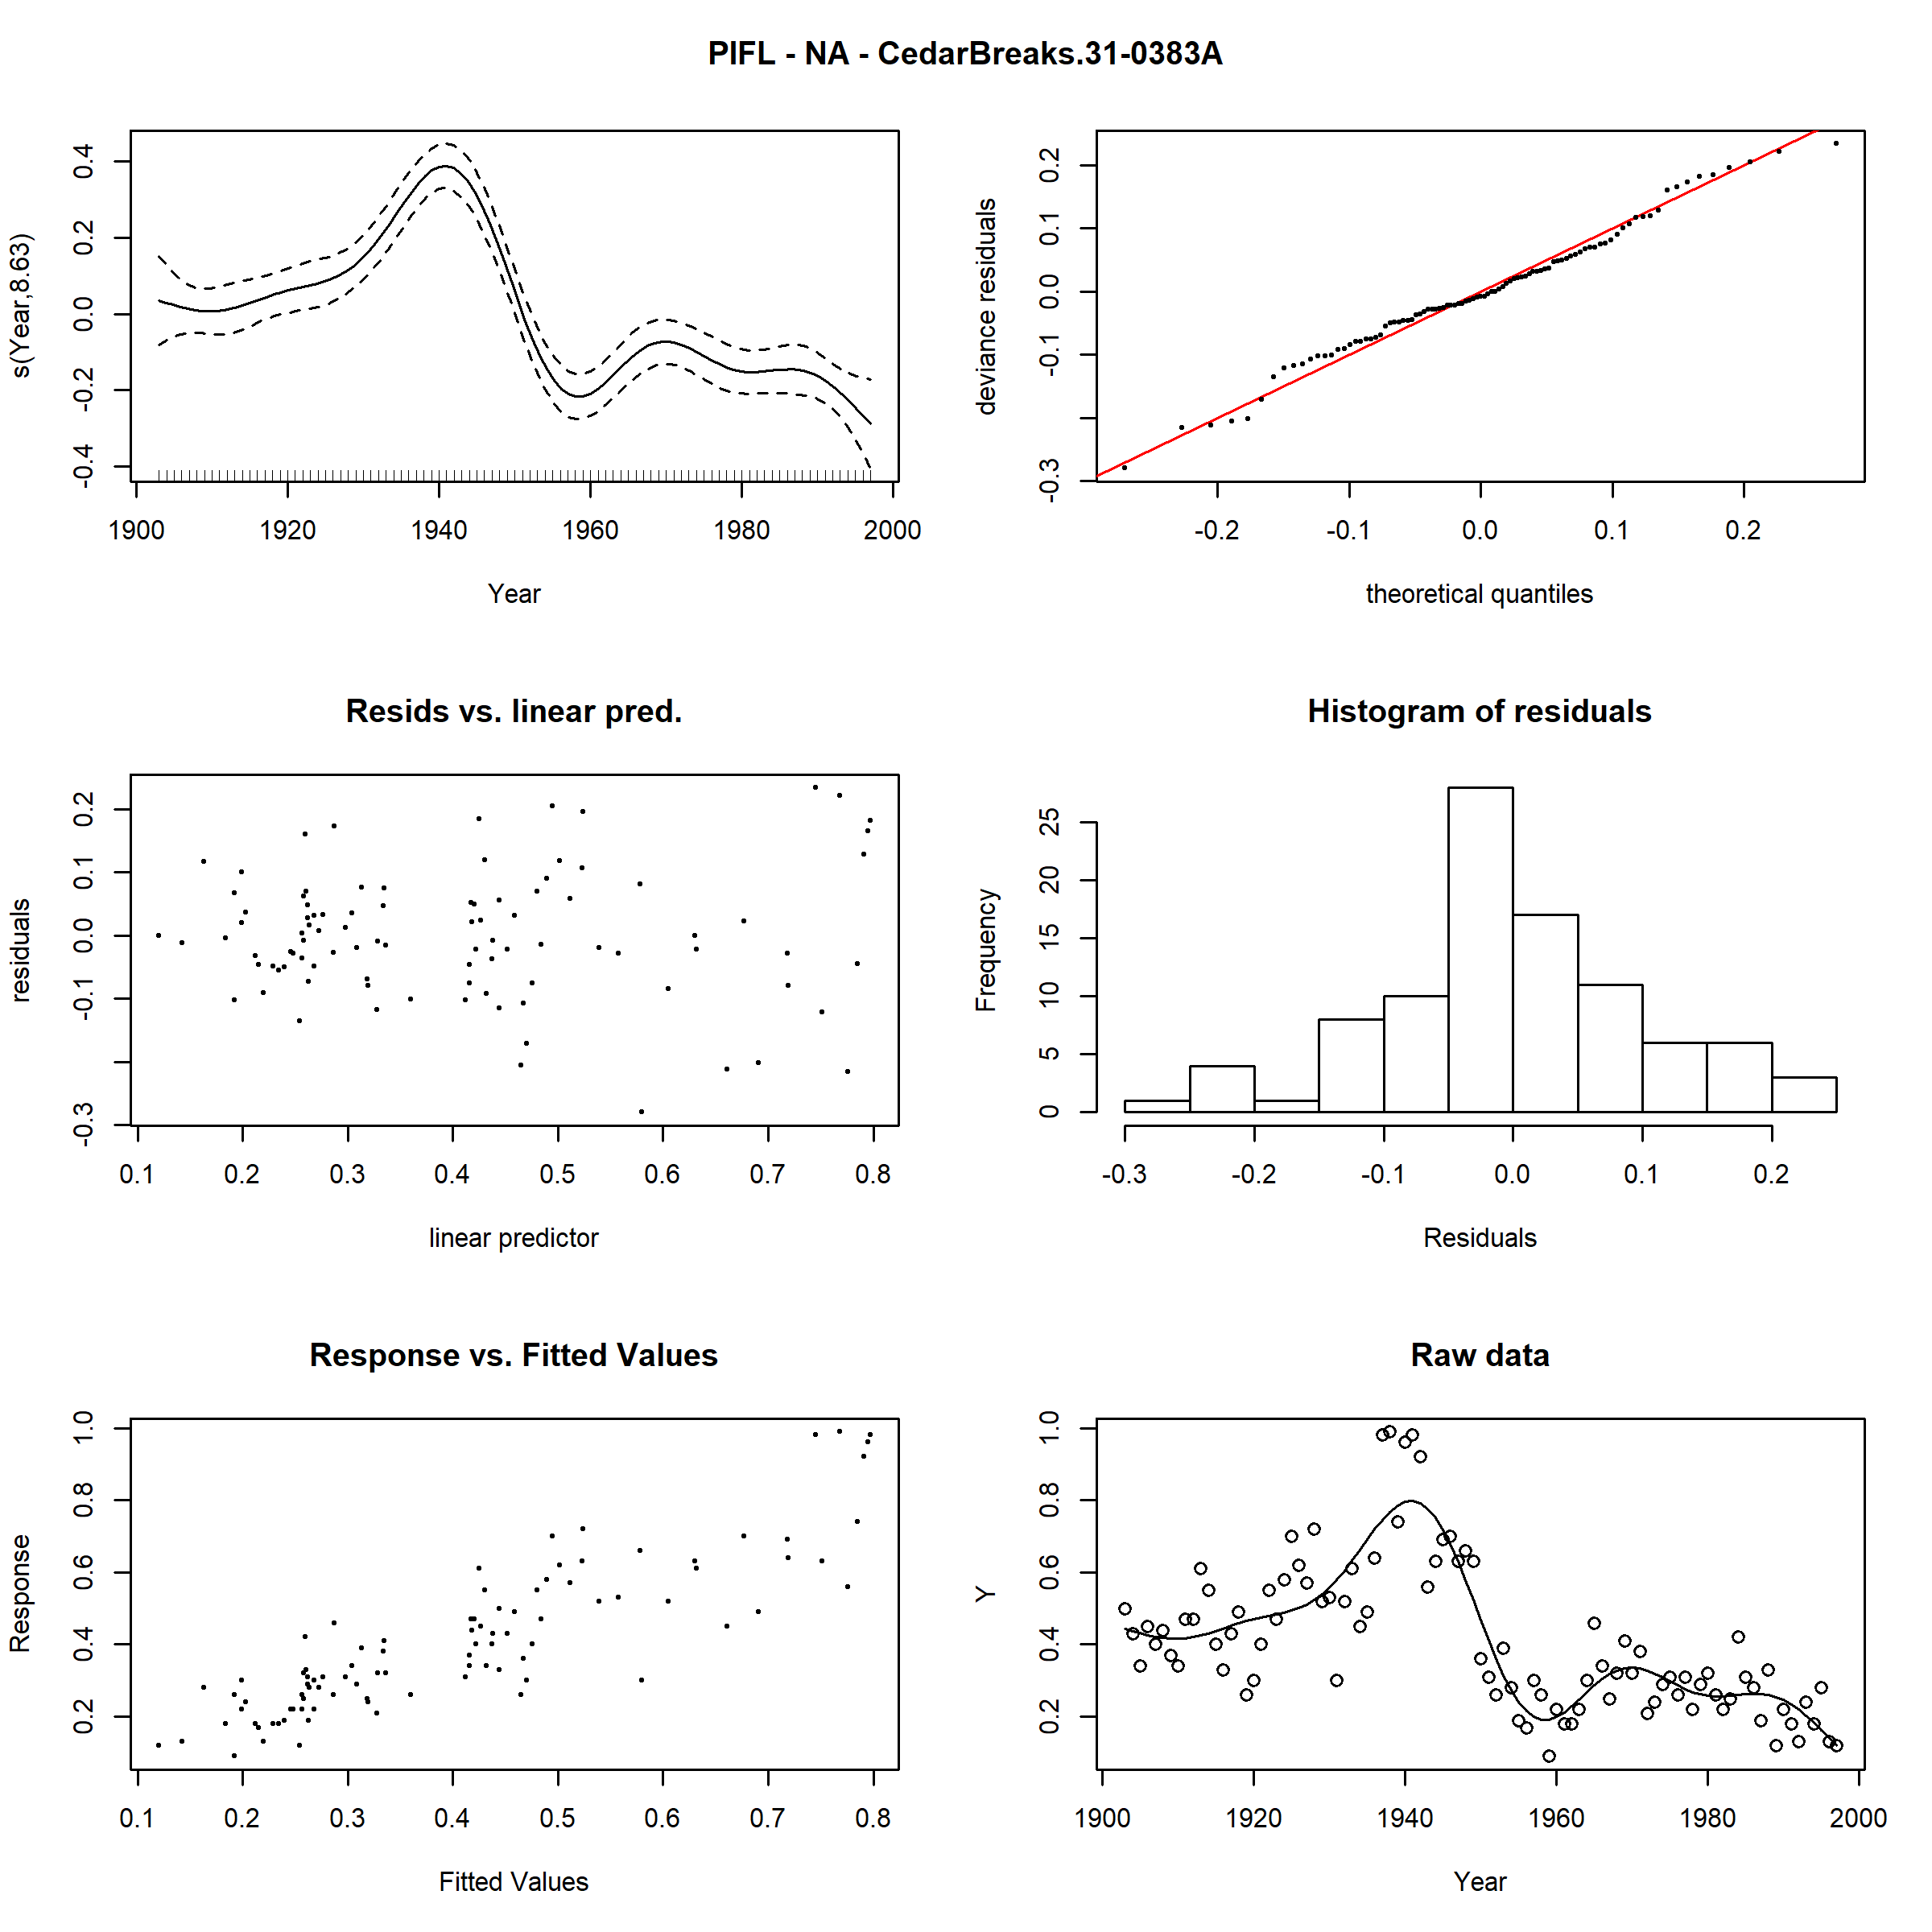 PIFL - NA - CedarBreaks.31-0383A
s(Year,8.63)
0.4
0.2
0.0
-0.2
-0.4
1900 1920 1940 1960 1980 2000
Year
deviance residuals
0.2
0.1
0.0
-0.1
-0.3
-0.2 -0.1 0.0 0.1 0.2
theoretical quantiles
Resids vs. linear pred.
residuals
0.2
0.1
0.0
-0.1
-0.3
0.1 0.2 0.3 0.4 0.5 0.6 0.7 0.8
linear predictor
Histogram of residuals
Frequency
25
20
15
10
5
0
-0.3 -0.2 -0.1 0.0 0.1 0.2
Residuals
Response vs. Fitted Values
Response
1.0
0.8
0.6
0.4
0.2
0.1 0.2 0.3 0.4 0.5 0.6 0.7 0.8
Fitted Values
Raw data
Y
1.0
0.8
0.6
0.4
0.2
1900 1920 1940 1960 1980 2000
Year